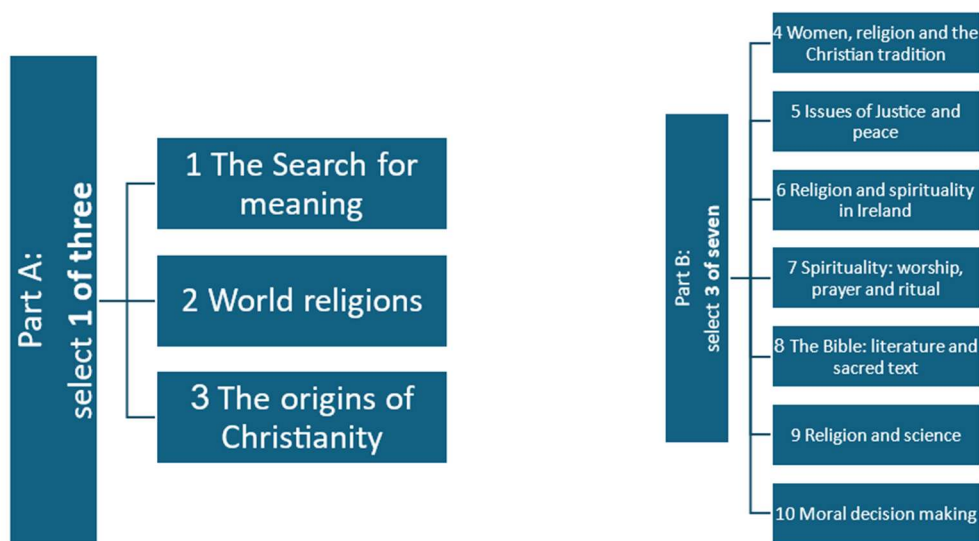 Part A:
select 1 of three
1 The Search for
meaning
2 World religions
3 The origins of
Christianity
Part B:
select 3 of seven
4 Women, religion and the
Christian tradition
5 Issues of Justice and
peace
6 Religion and spirituality
in Ireland
7 Spirituality: worship,
prayer and ritual
8 The Bible: literature and
sacred text
9 Religion and science
10 Moral decision making